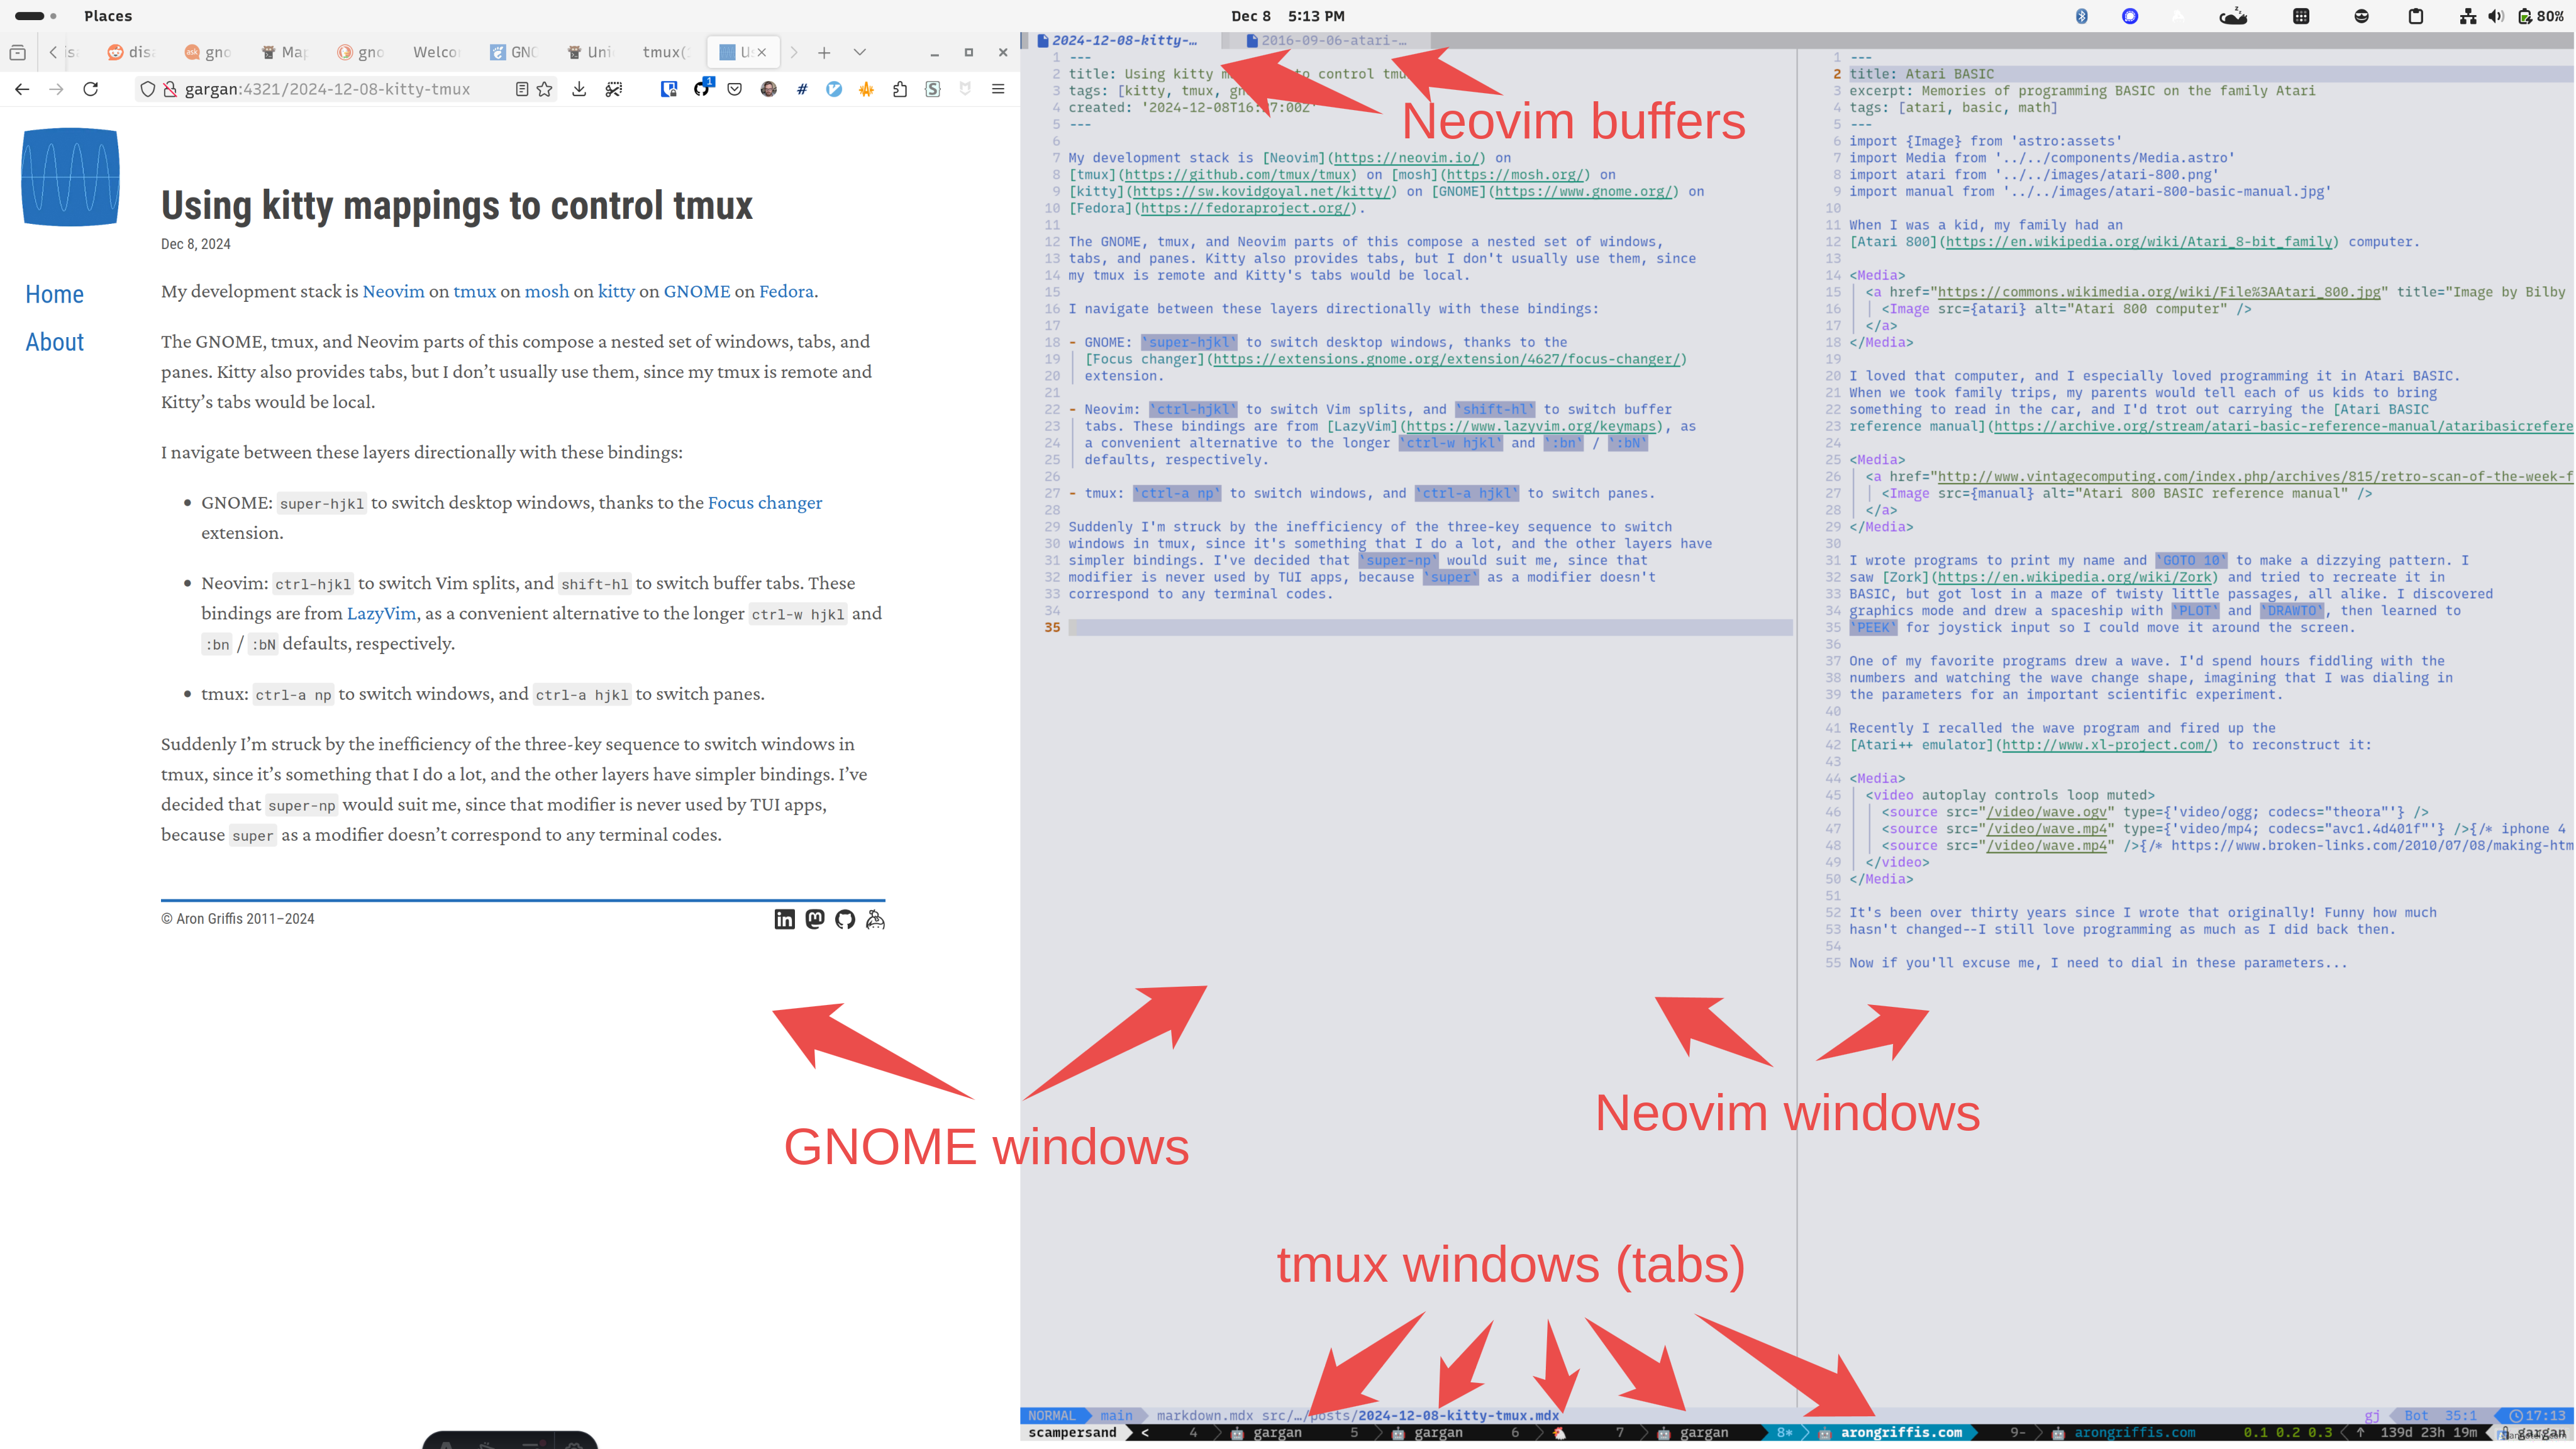 Places
Dec 8 5:13 PM
80%
disa
gno
Map
gno
Welco
GNO
Uni
tmux(
gargan:4321/2024-12-08-kitty-tmux
1
Using kitty mappings to control tmux
Dec 8, 2024
Home
About
My development stack is Neovim on tmux on mosh on kitty on GNOME on Fedora.
The GNOME, tmux, and Neovim parts of this compose a nested set of windows, tabs, and
panes. Kitty also provides tabs, but I don’t usually use them, since my tmux is remote and
Kitty’s tabs would be local.
I navigate between these layers directionally with these bindings:
• GNOME: super-hjkl to switch desktop windows, thanks to the Focus changer
extension.
• Neovim: ctrl-hjkl to switch Vim splits, and shift-hl to switch buffer tabs. These
bindings are from LazyVim, as a convenient alternative to the longer ctrl-w hjkl and
:bn / :bN defaults, respectively.
• tmux: ctrl-a np to switch windows, and ctrl-a hjkl to switch panes.
Suddenly I’m struck by the inefficiency of the three-key sequence to switch windows in
tmux, since it’s something that I do a lot, and the other layers have simpler bindings. I’ve
decided that super-np would suit me, since that modifier is never used by TUI apps,
because super as a modifier doesn’t correspond to any terminal codes.
© Aron Griffis 2011–2024
GNOME windows
2024-12-08-kitty-… 2016-09-06-atari-…
Neovim buffers
1 ---
2 title: Using kitty to control
3 tags: [kitty, tmux,
4 created: '2024-12-08T16: 7:00Z'
5 ---
6
7 My development stack is [Neovim](https://neovim.io/) on
8 [tmux](https://github.com/tmux/tmux) on [mosh](https://mosh.org/) on
9 [kitty](https://sw.kovidgoyal.net/kitty/) on [GNOME](https://www.gnome.org/) on
10 [Fedora](https://fedoraproject.org/).
11
12 The GNOME, tmux, and Neovim parts of this compose a nested set of windows,
13 tabs, and panes. Kitty also provides tabs, but I don't usually use them, since
14 my tmux is remote and Kitty's tabs would be local.
15
16 I navigate between these layers directionally with these bindings:
17
18 - GNOME: `super-hjkl` to switch desktop windows, thanks to the
19 [Focus changer](https://extensions.gnome.org/extension/4627/focus-changer/)
20 extension.
21
22 - Neovim: `ctrl-hjkl` to switch Vim splits, and `shift-hl` to switch buffer
23 tabs. These bindings are from [LazyVim](https://www.lazyvim.org/keymaps), as
24 a convenient alternative to the longer `ctrl-w hjkl` and `:bn` / `:bN`
25 defaults, respectively.
26
27 - tmux: `ctrl-a np` to switch windows, and `ctrl-a hjkl` to switch panes.
28
29 Suddenly I'm struck by the inefficiency of the three-key sequence to switch
30 windows in tmux, since it's something that I do a lot, and the other layers have
31 simpler bindings. I've decided that `super-np` would suit me, since that
32 modifier is never used by TUI apps, because `super` as a modifier doesn't
33 correspond to any terminal codes.
34
35
1 ---
2 title: Atari BASIC
3 excerpt: Memories of programming BASIC on the family Atari
4 tags: [atari, basic, math]
5 ---
6 import {Image} from 'astro:assets'
7 import Media from '../../components/Media.astro'
8 import atari from '../../images/atari-800.png'
9 import manual from '../../images/atari-800-basic-manual.jpg'
10
11 When I was a kid, my family had an
12 [Atari 800](https://en.wikipedia.org/wiki/Atari_8-bit_family) computer.
13
14 <Media>
15 <a href="https://commons.wikimedia.org/wiki/File%3AAtari_800.jpg" title="Image by Bilby
16 <Image src={atari} alt="Atari 800 computer" />
17 </a>
18 </Media>
19
20 I loved that computer, and I especially loved programming it in Atari BASIC.
21 When we took family trips, my parents would tell each of us kids to bring
22 something to read in the car, and I'd trot out carrying the [Atari BASIC
23 reference manual](https://archive.org/stream/atari-basic-reference-manual/ataribasicrefere
24
25 <Media>
26 <a href="http://www.vintagecomputing.com/index.php/archives/815/retro-scan-of-the-week-f
27 <Image src={manual} alt="Atari 800 BASIC reference manual" />
28 </a>
29 </Media>
30
31 I wrote programs to print my name and `GOTO 10` to make a dizzying pattern. I
32 saw [Zork](https://en.wikipedia.org/wiki/Zork) and tried to recreate it in
33 BASIC, but got lost in a maze of twisty little passages, all alike. I discovered
34 graphics mode and drew a spaceship with `PLOT` and `DRAWTO`, then learned to
35 `PEEK` for joystick input so I could move it around the screen.
36
37 One of my favorite programs drew a wave. I'd spend hours fiddling with the
38 numbers and watching the wave change shape, imagining that I was dialing in
39 the parameters for an important scientific experiment.
40
41 Recently I recalled the wave program and fired up the
42 [Atari++ emulator](http://www.xl-project.com/) to reconstruct it:
43
44 <Media>
45 <video autoplay controls loop muted>
46 <source src="/video/wave.ogv" type={'video/ogg; codecs="theora"'} />
47 <source src="/video/wave.mp4" type={'video/mp4; codecs="avc1.4d401f"'} />{/* iphone 4
48 <source src="/video/wave.mp4" />{/* https://www.broken-links.com/2010/07/08/making-htm
49 </video>
50 </Media>
51
52 It's been over thirty years since I wrote that originally! Funny how much
53 hasn't changed--I still love programming as much as I did back then.
54
55 Now if you'll excuse me, I need to dial in these parameters...
Neovim windows
tmux windows (tabs)
NORMAL main markdown.mdx src/…/posts/2024-12-08-kitty-tmux.mdx gj Bot 35:1 17:13
scampersand < 4 gargan 5 gargan 6 7 gargan 8* arongriffis.com 9- arongriffis.com 0.1 0.2 0.3 ↑ 139d 23h 19m gargan